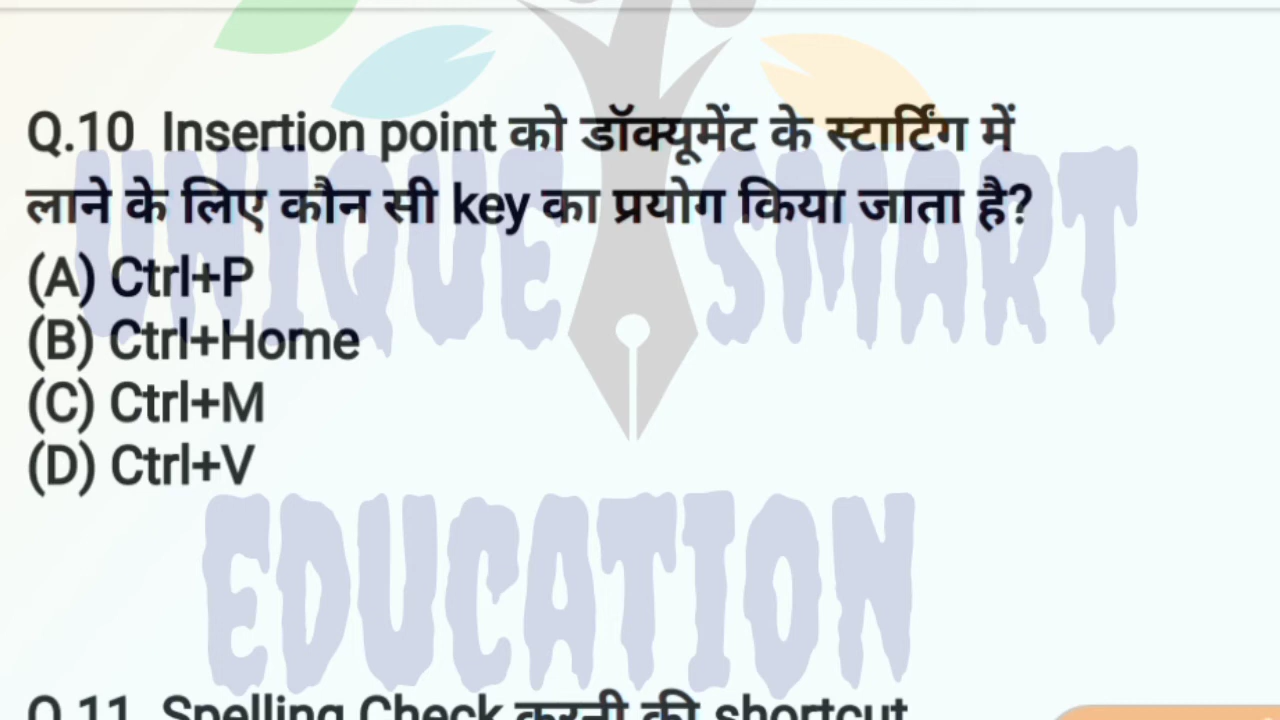 Q.10 Insertion point को डॉक्यूमेंट के स्टार्टिंग में
लाने के लिए कौन सी key का प्रयोग किया जाता है?
(A) Ctrl+P
(B) Ctrl+Home
(C) Ctrl+M
(D) Ctrl+V
UNIQUE SMART
EDUCATION
Q.11 Spelling Check करनी की shortcut